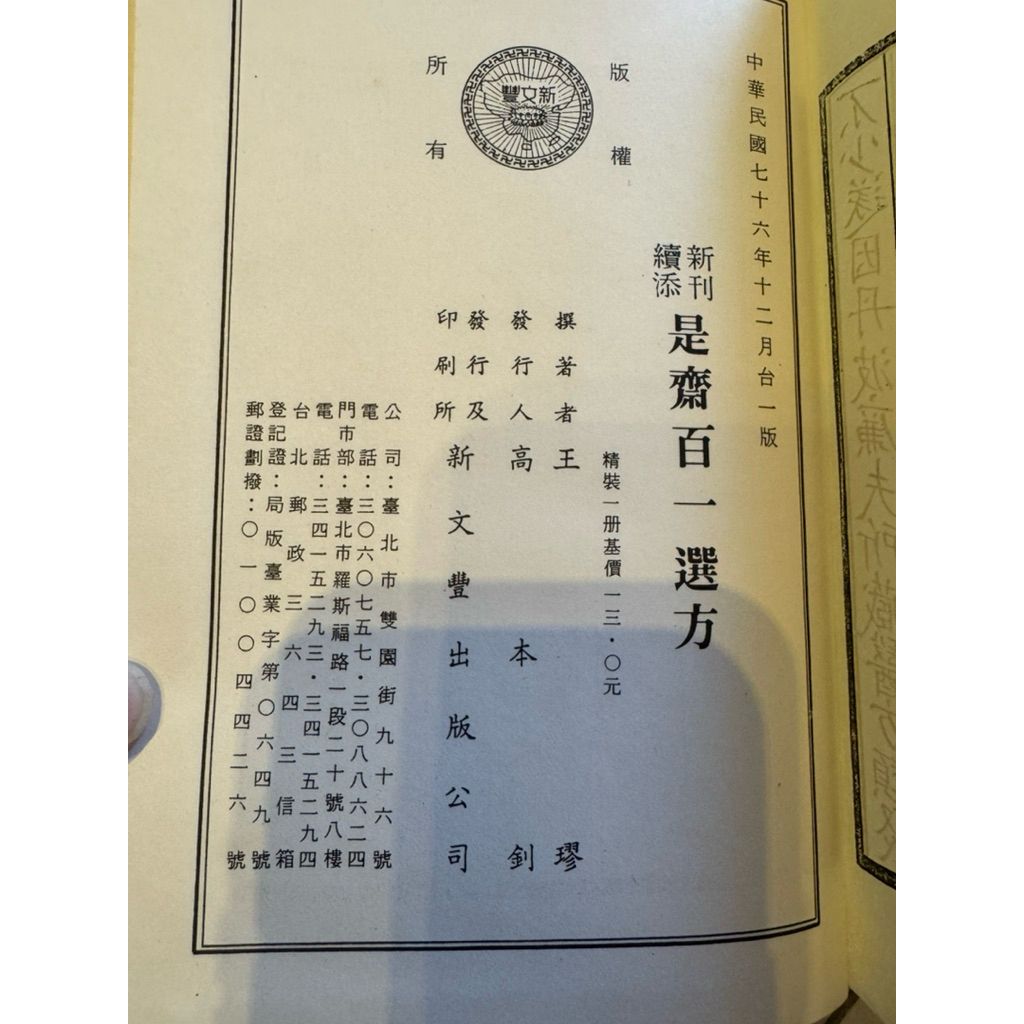 中華民國七十六年十二月台一版
版權所有
新文豐
新刊
續添
是齋百一選方
精裝一册基價一三．〇元
撰著者王璆
發行人高本釗
發行及
印刷所
新文豐出版公司
公司：臺北市雙園街九十六號
電話：三〇六〇七五七．三〇八八六二四
門市部：臺北市羅斯福路一段二十號八樓
電話：三四一五二九三．三四一五二九四
台北郵政三六四三信箱
登記證：局版臺業字第〇六四九號
郵證劃撥：〇一〇〇四四二六號